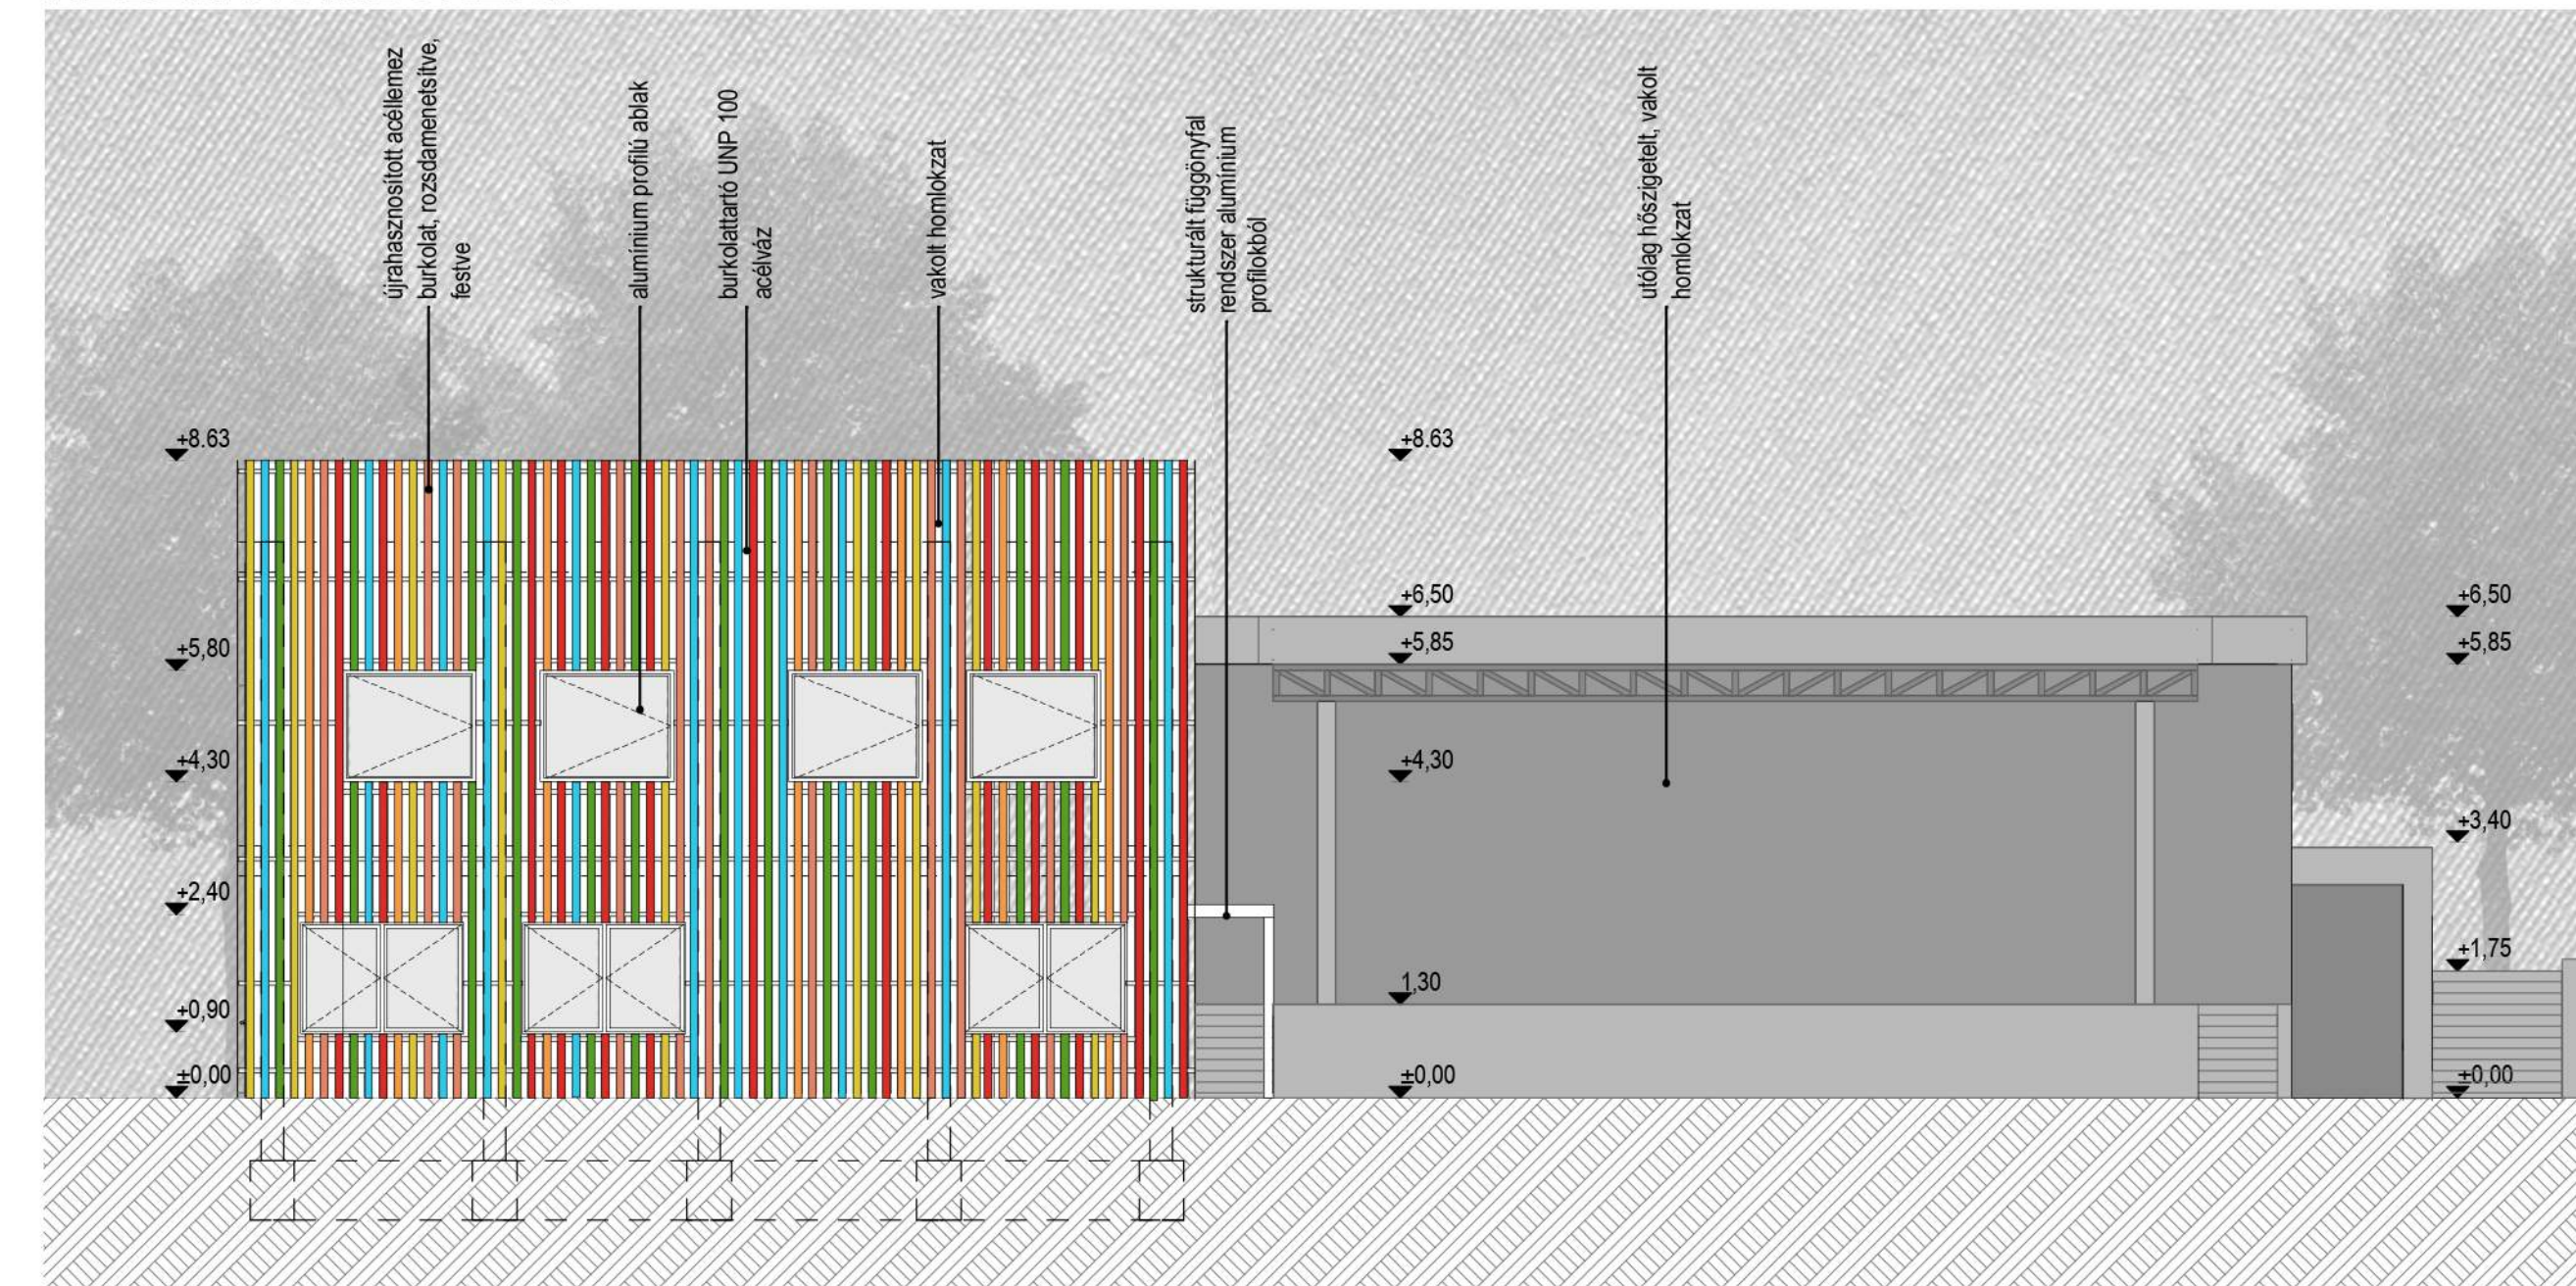 újrahasznosított acéllemez
burkolat, rozsdamenetsítve,
festve
alumínium profilú ablak
burkolattartó UNP 100
acélváz
vakolt homlokzat
strukturált függönyfal
rendszer alumínium
profilokból
utólag hőszigetelt, vakolt
homlokzat
+8.63
+5,80
+4,30
+2,40
+0,90
±0,00
+8.63
+6,50
+5,85
+4,30
1,30
±0,00
+6,50
+5,85
+3,40
+1,75
±0,00